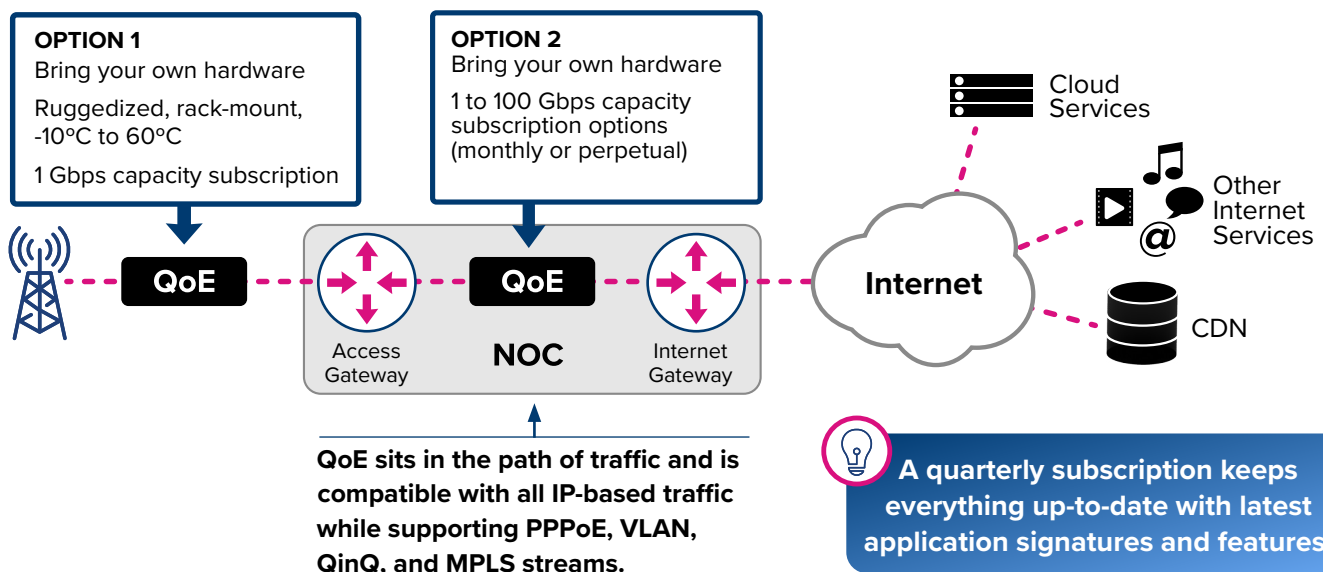 OPTION 1
Bring your own hardware
Ruggedized, rack-mount,
-10ºC to 60ºC
1 Gbps capacity subscription
OPTION 2
Bring your own hardware
1 to 100 Gbps capacity
subscription options
(monthly or perpetual)
Cloud
Services
Other
Internet
Services
@
QoE
QoE
Internet
CDN
Access
Gateway
NOC
Internet
Gateway
QoE sits in the path of traffic and is
compatible with all IP-based traffic
while supporting PPPoE, VLAN,
QinQ, and MPLS streams.
A quarterly subscription keeps
everything up-to-date with latest
application signatures and features